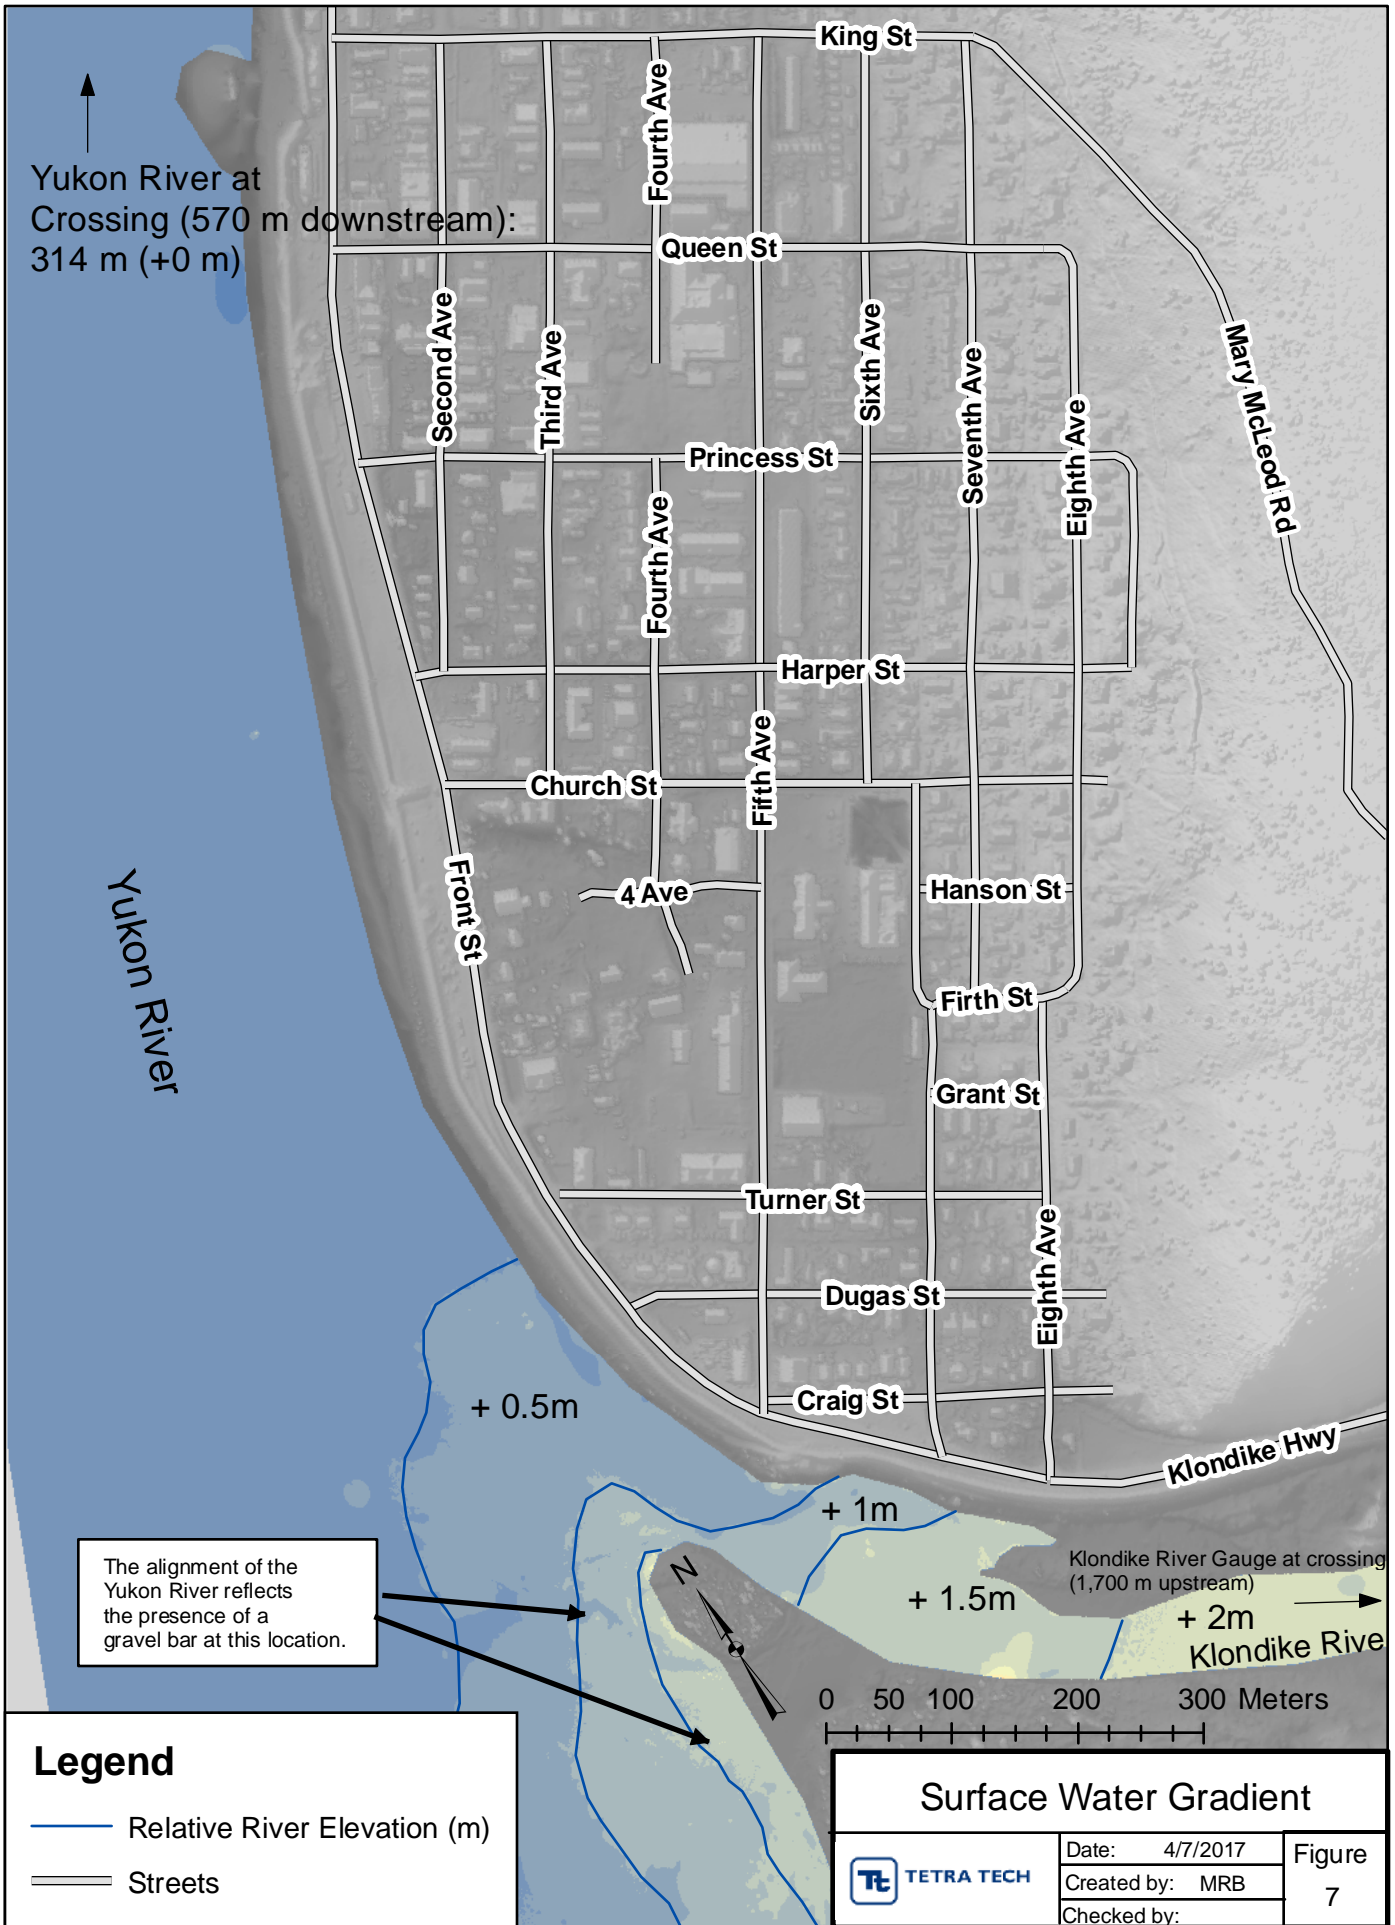 King St
Fourth Ave
Yukon River at
Crossing (570 m downstream):
314 m (+0 m)
Queen St
Second Ave
Third Ave
Sixth Ave
Seventh Ave
Eighth Ave
Mary McLeod Rd
Princess St
Fourth Ave
Harper St
Fifth Ave
Church St
Front St
4 Ave
Hanson St
Yukon River
Firth St
Grant St
Turner St
Eighth Ave
Dugas St
Craig St
+ 0.5m
Klondike Hwy
+ 1m
The alignment of the
Yukon River reflects
the presence of a
gravel bar at this location.
N
Klondike River Gauge at crossing
(1,700 m upstream)
+ 1.5m
+ 2m
Klondike Rive
0 50 100 200 300 Meters
Legend
Relative River Elevation (m)
Streets
Surface Water Gradient
Tt TETRA TECH
Date: 4/7/2017
Created by: MRB
Checked by:
Figure
7